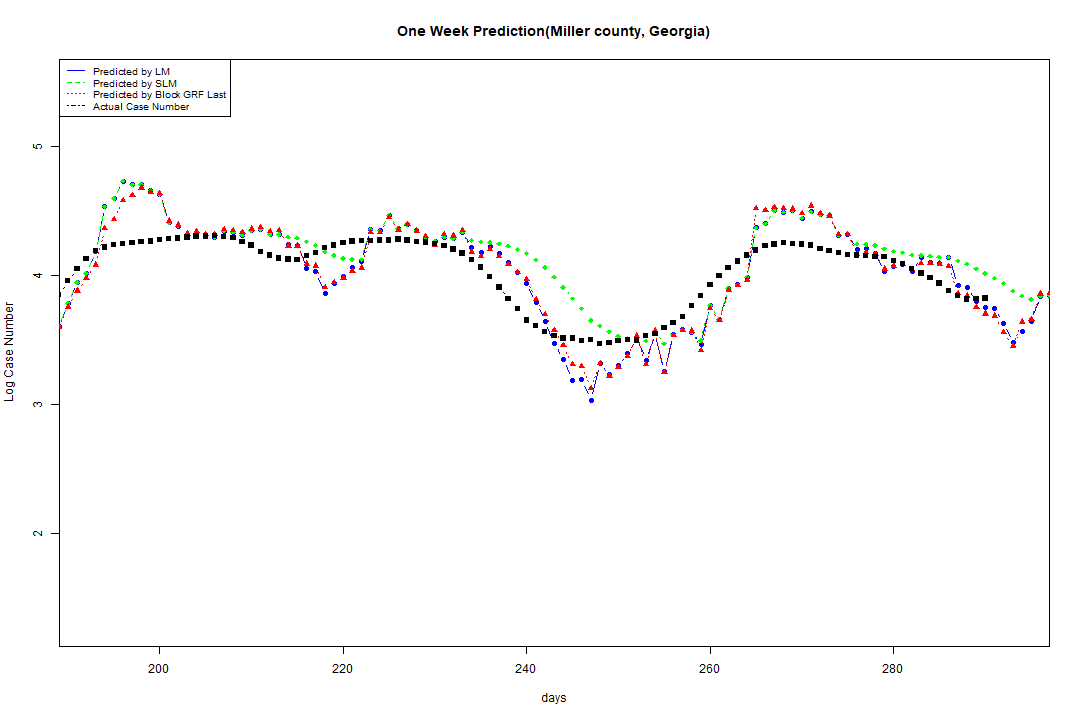 One Week Prediction(Miller county, Georgia)
Predicted by LM
Predicted by SLM
Predicted by Block GRF Last
Actual Case Number
5
4
3
2
Log Case Number
200 220 240 260 280
days